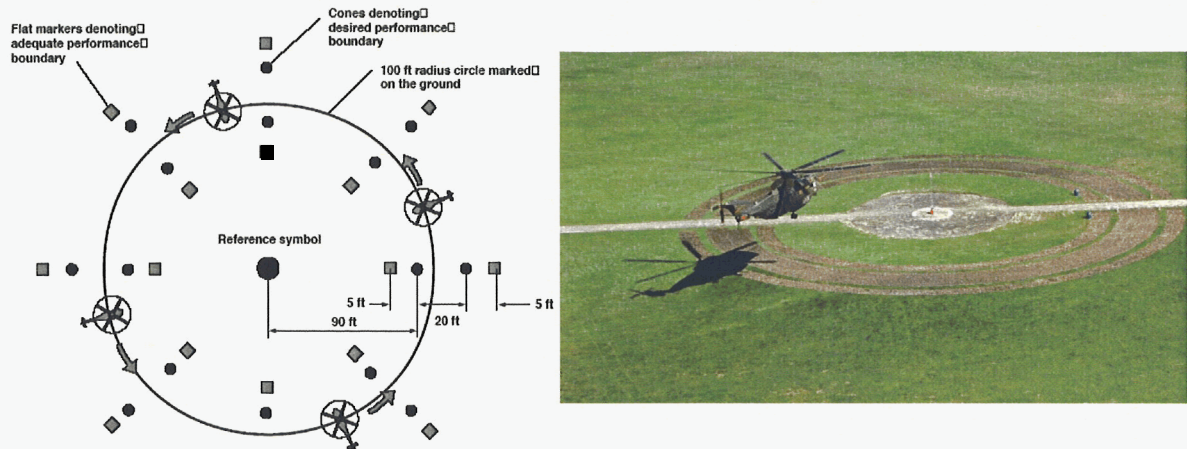 Flat markers denoting□
adequate performance□
boundary
Cones denoting□
desired performance□
boundary
100 ft radius circle marked□
on the ground
Reference symbol
5 ft
90 ft
20 ft
5 ft